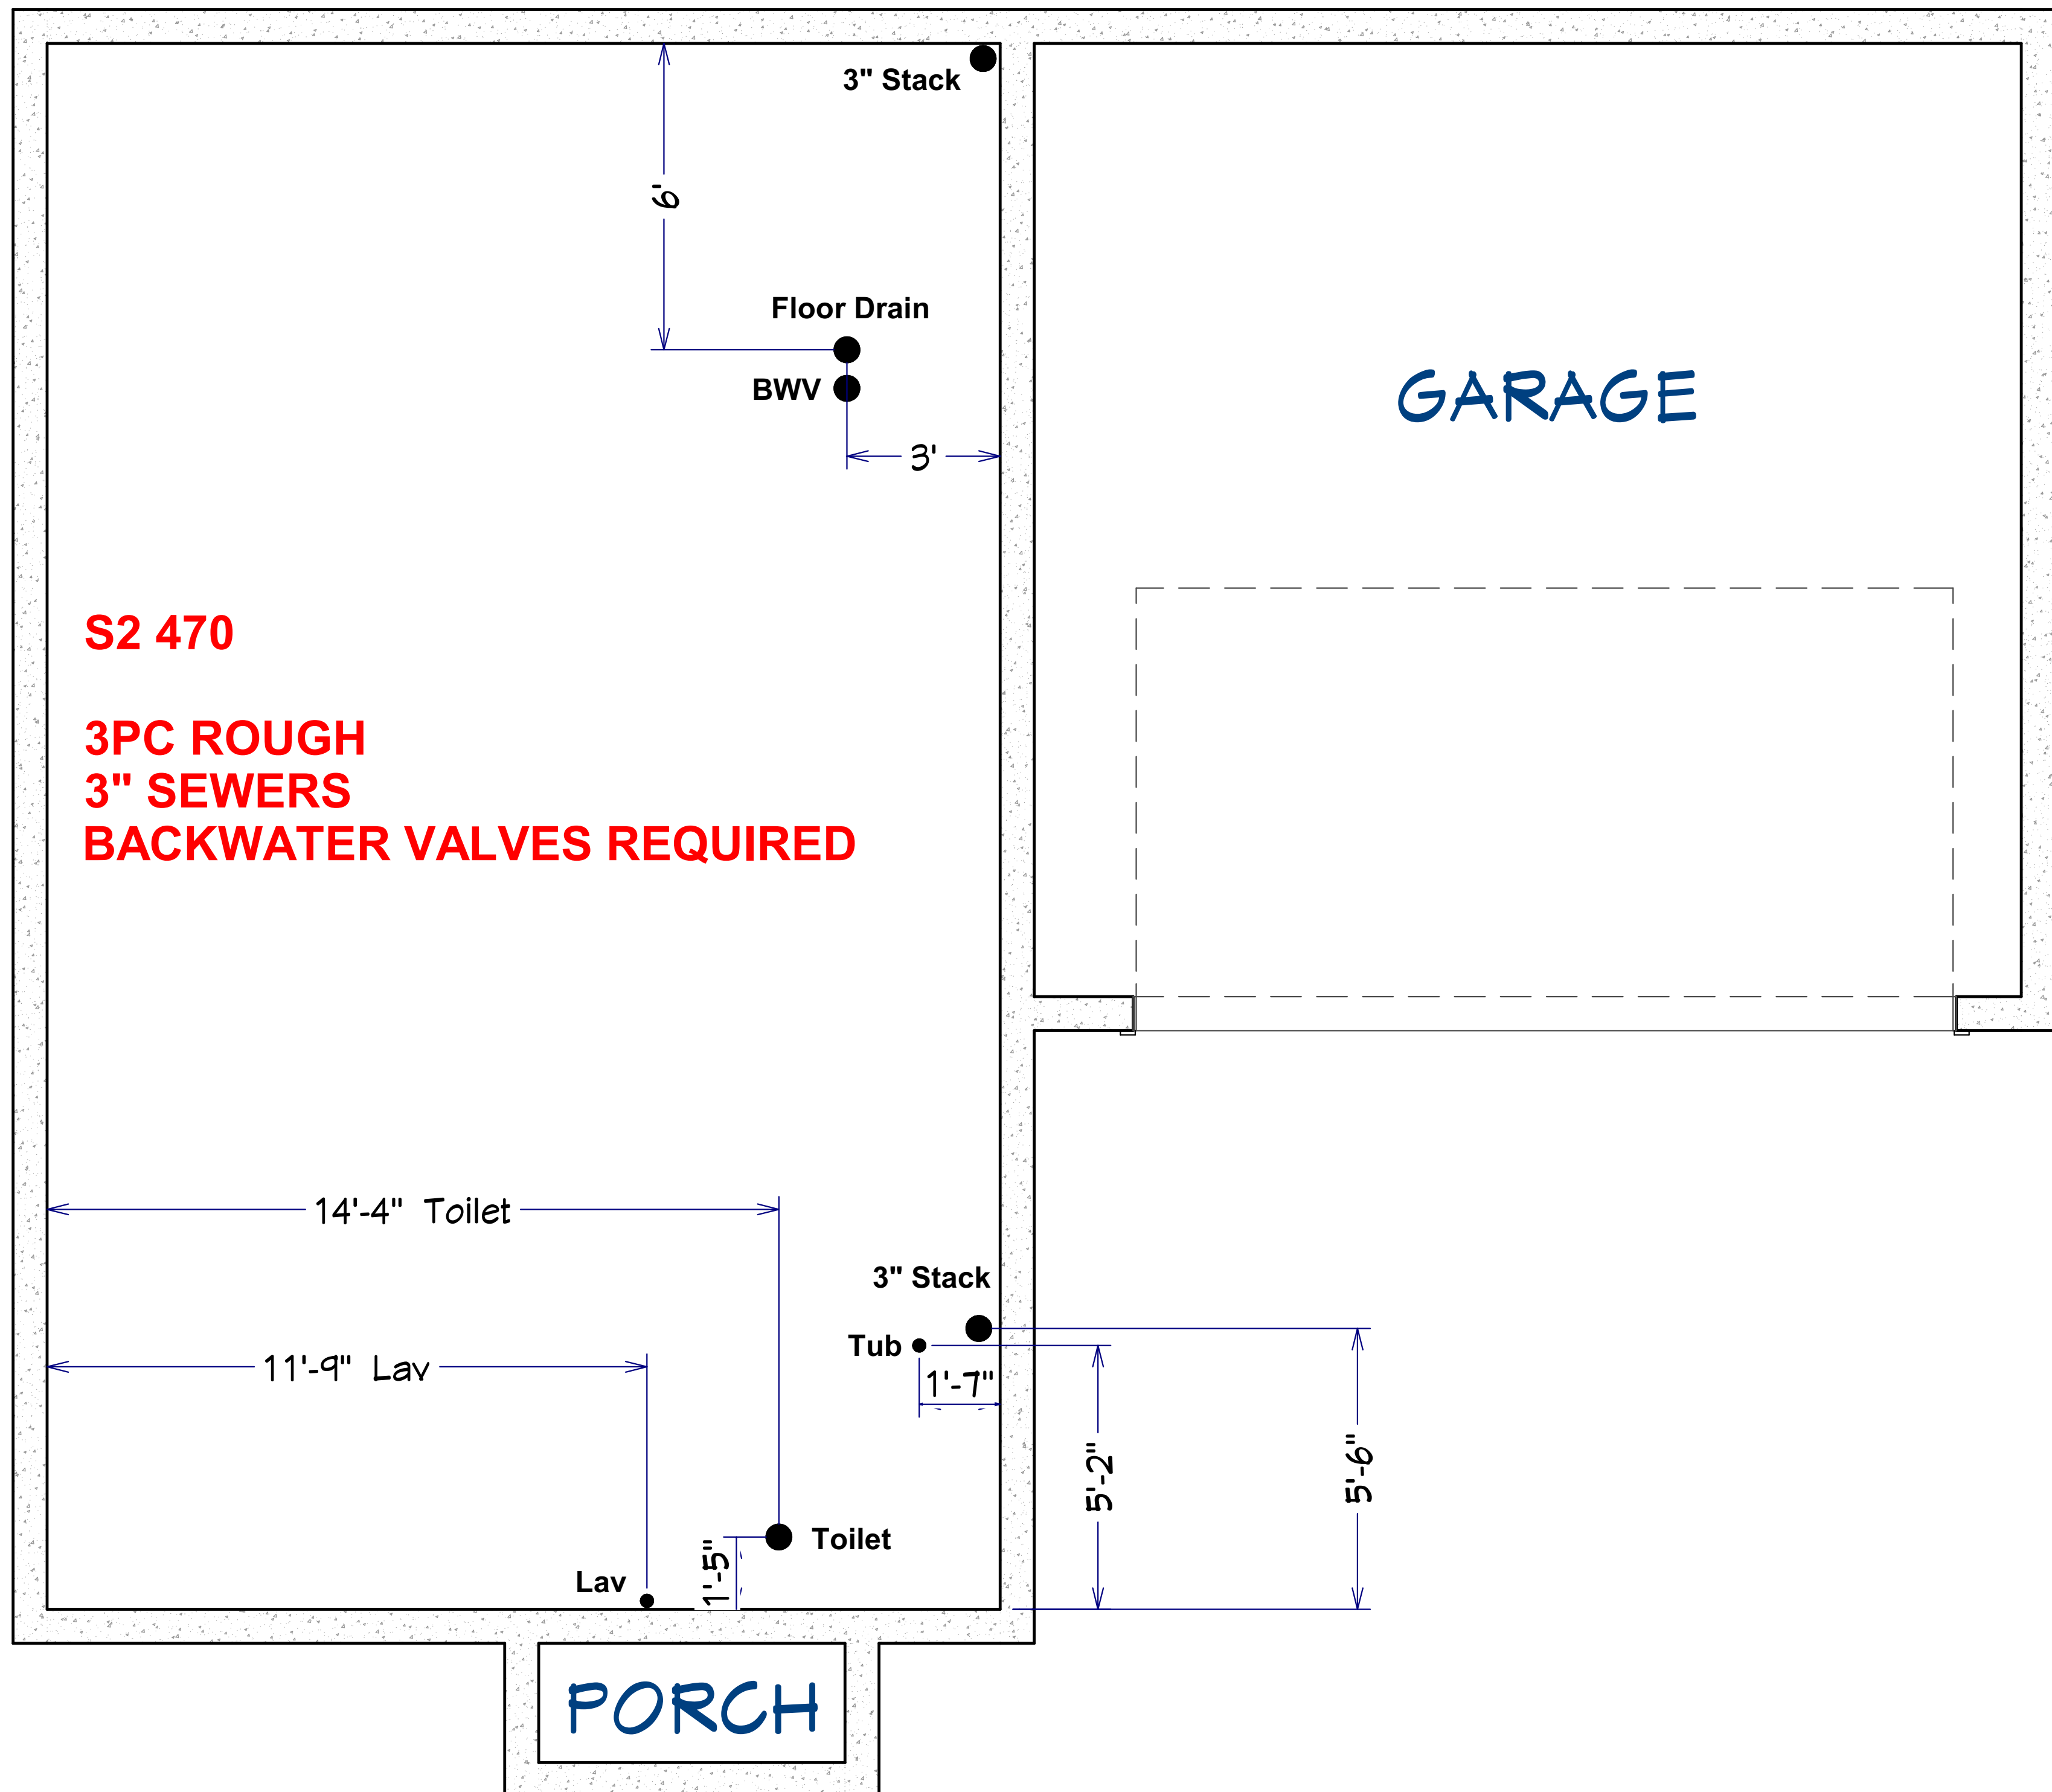 3" Stack
6'
Floor Drain
BWV
3'
GARAGE
S2 470
3PC ROUGH
3" SEWERS
BACKWATER VALVES REQUIRED
14'-4" Toilet
3" Stack
Tub
11'-9" Lav
1'-7"
5'-2"
5'-6"
1'-5"
Toilet
Lav
PORCH